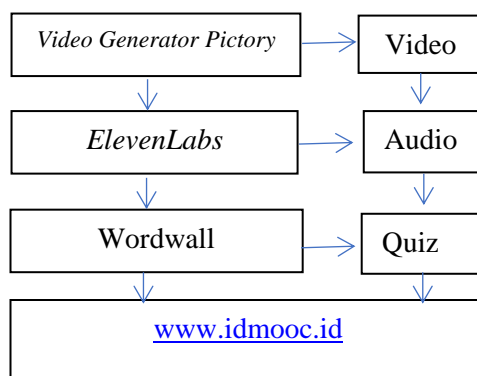 Video Generator Pictory
Video
ElevenLabs
Audio
Wordwall
Quiz
www.idmooc.id